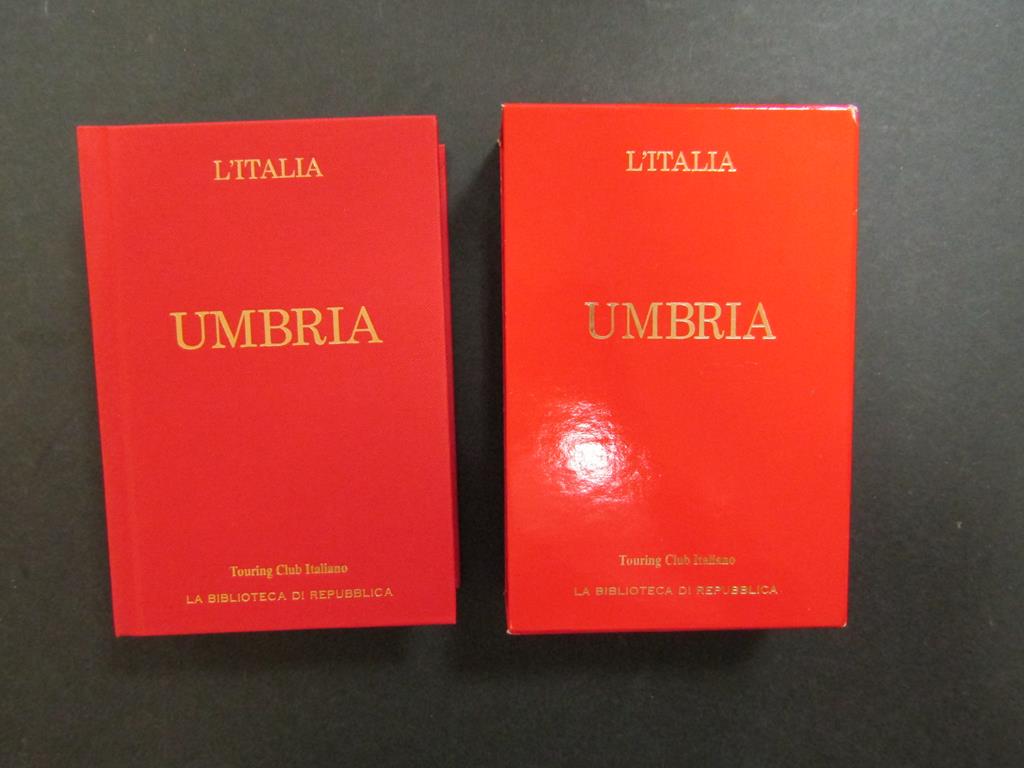 L'ITALIA
UMBRIA
Touring Club Italiano
LA BIBLIOTECA DI REPUBBLICA
L'ITALIA
UMBRIA
Touring Club Italiano
LA BIBLIOTECA DI REPUBBLICA